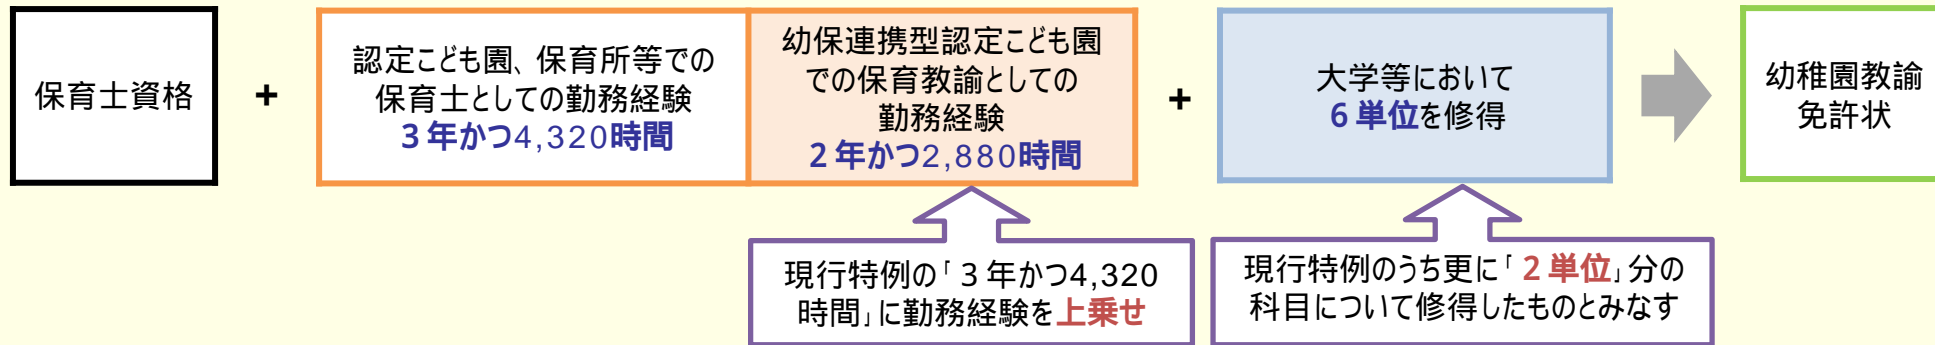 保育士資格
+
認定こども園、保育所等での
保育士としての勤務経験
3年かつ4,320時間
幼保連携型認定こども園
での保育教諭としての
勤務経験
2年かつ2,880時間
+
大学等において
6単位を修得
幼稚園教諭
免許状
現行特例の「3年かつ4,320
時間」に勤務経験を上乗せ
現行特例のうち更に「2単位」分の
科目について修得したものとみなす